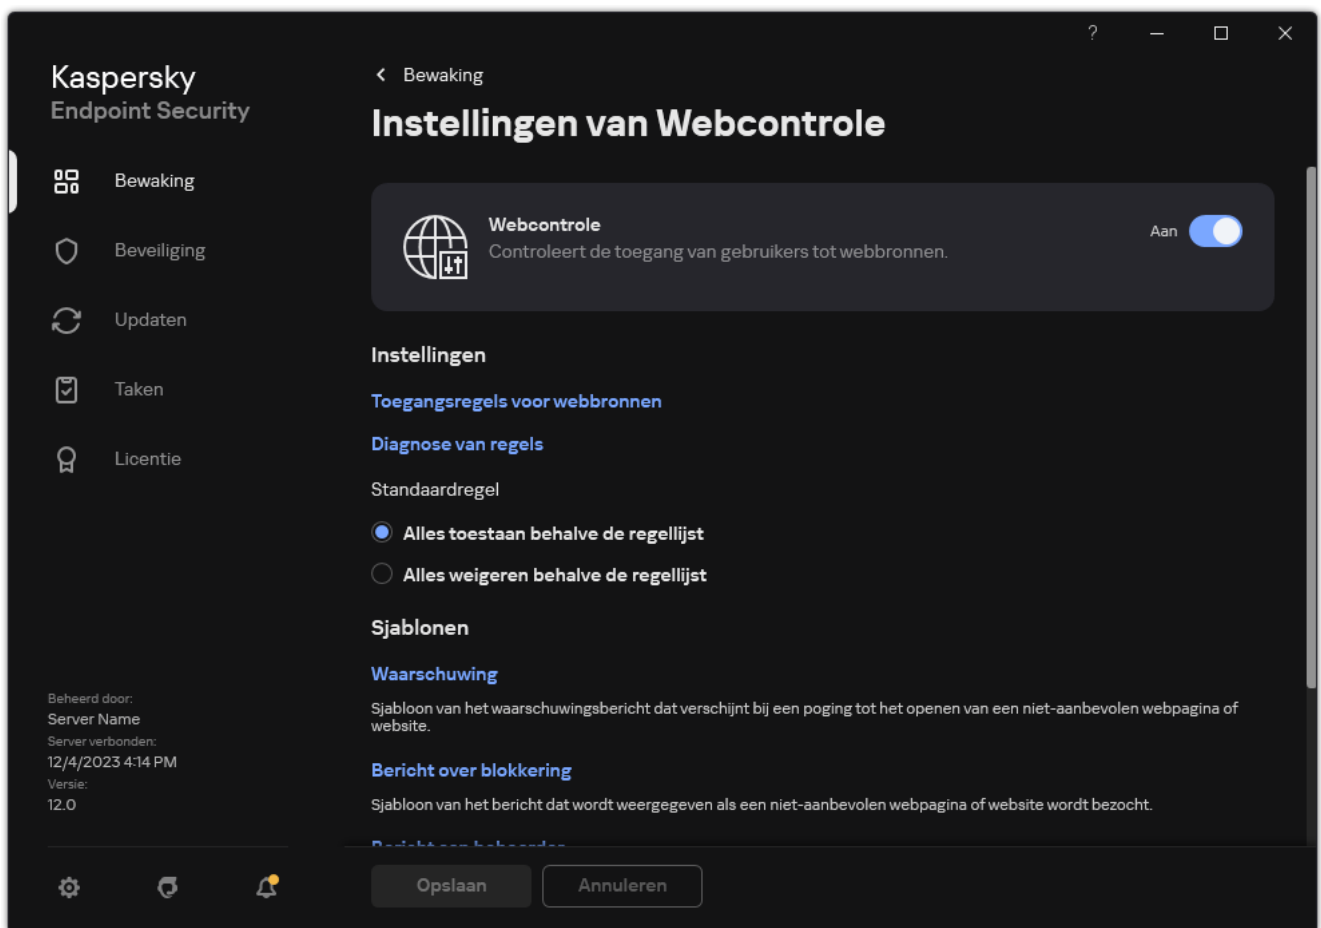 ?
Kaspersky
Endpoint Security
Bewaking
Beveiliging
Updaten
Taken
Licentie
Beheerd door:
Server Name
Server verbonden:
12/4/2023 4:14 PM
Versie:
12.0
Bewaking
Instellingen van Webcontrole
Webcontrole
Controleert de toegang van gebruikers tot webbronnen.
Aan
Instellingen
Toegangsregels voor webbronnen
Diagnose van regels
Standaardregel
Alles toestaan behalve de regellijst
Alles weigeren behalve de regellijst
Sjablonen
Waarschuwing
Sjabloon van het waarschuwingsbericht dat verschijnt bij een poging tot het openen van een niet-aanbevolen webpagina of
website.
Bericht over blokkering
Sjabloon van het bericht dat wordt weergegeven als een niet-aanbevolen webpagina of website wordt bezocht.
Bericht aan beheerder
Opslaan
Annuleren